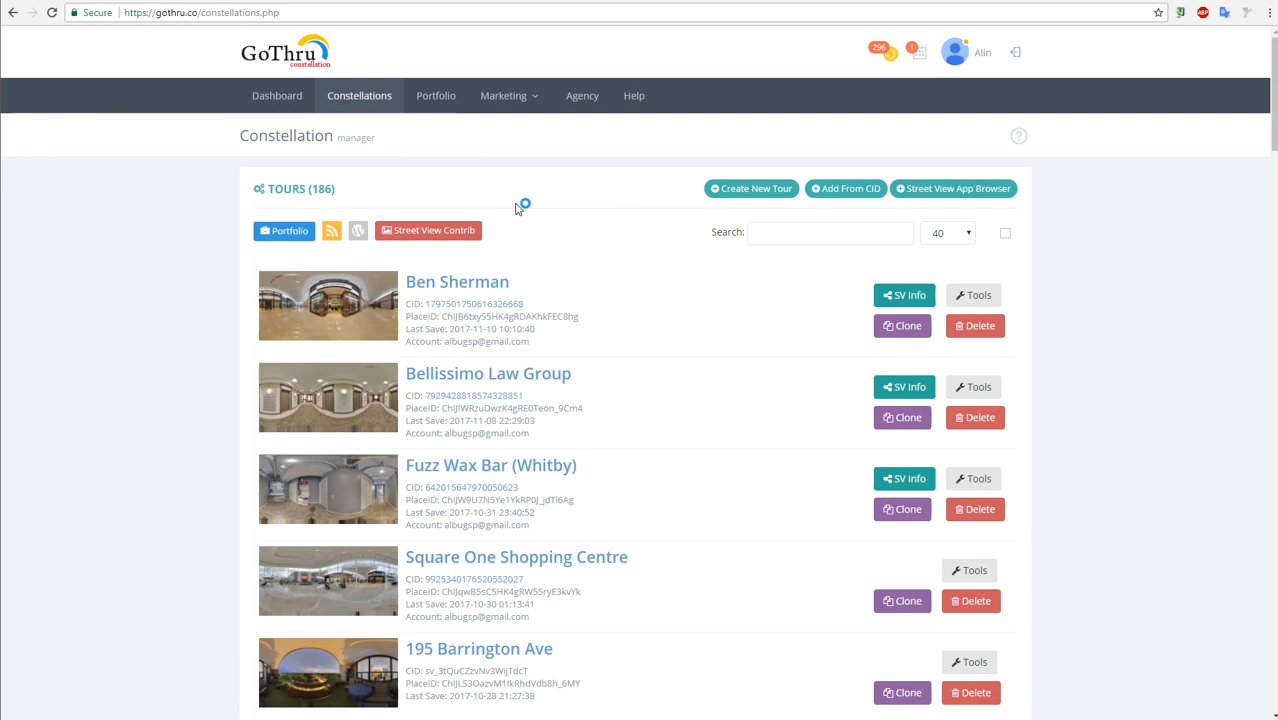 Secure https://gothru.co/constellations.php
ABP
GoThru
constellation
296
1
Alin
Dashboard Constellations Portfolio Marketing Agency Help
Constellation manager
?
TOURS (186)
Create New Tour
Add From CID
Street View App Browser
Portfolio
Street View Contrib
Search:
40
Ben Sherman
CID: 1797501750616326668
PlaceID: ChIJB6txyS5HK4gRDAKhkFEC8hg
Last Save: 2017-11-10 10:10:40
Account: albugsp@gmail.com
SV Info Tools
Clone Delete
Bellissimo Law Group
CID: 7929428818574328851
PlaceID: ChIJIWRzuDwzK4gRE0Teon_9Cm4
Last Save: 2017-11-08 22:29:03
Account: albugsp@gmail.com
SV Info Tools
Clone Delete
Fuzz Wax Bar (Whitby)
CID: 642015647970050623
PlaceID: ChIJW9U7N5Ye1YkRP0J_jdTl6Ag
Last Save: 2017-10-31 23:40:52
Account: albugsp@gmail.com
SV Info Tools
Clone Delete
Square One Shopping Centre
CID: 9925340176520552027
PlaceID: ChIJqwB5sC5HK4gRW55ryE3kvYk
Last Save: 2017-10-30 01:13:41
Account: albugsp@gmail.com
Tools
Clone Delete
195 Barrington Ave
CID: sv_3tQuCZzvNv3WijTdcT
PlaceID: ChIJLS3OazvM1IkRhdVdb8h_6MY
Last Save: 2017-10-28 21:27:38
Tools
Clone Delete